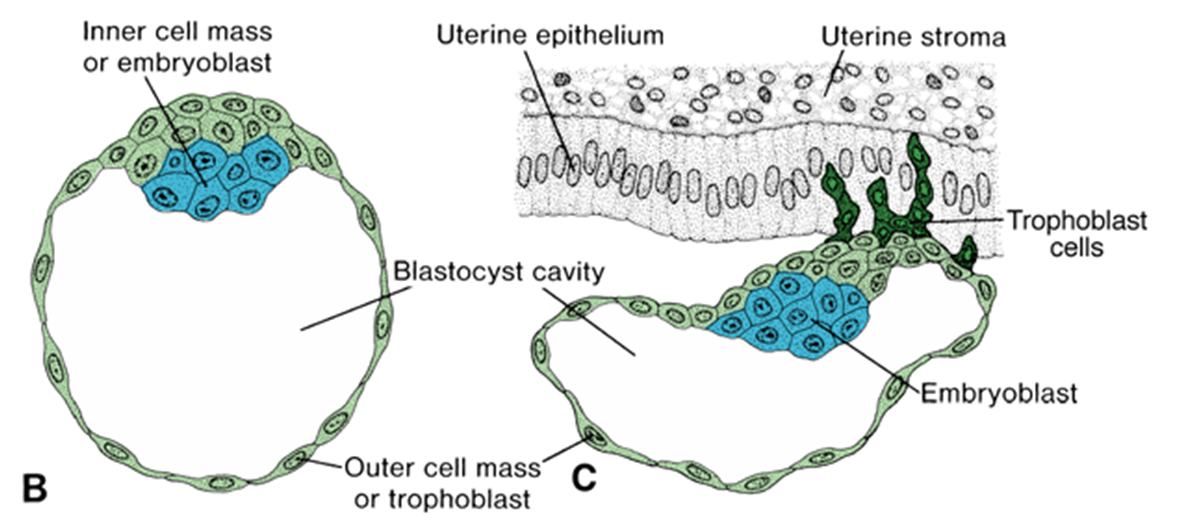 Inner cell mass
or embryoblast
Uterine epithelium
Uterine stroma
Trophoblast
cells
Blastocyst cavity
Embryoblast
Outer cell mass
or trophoblast
B
C